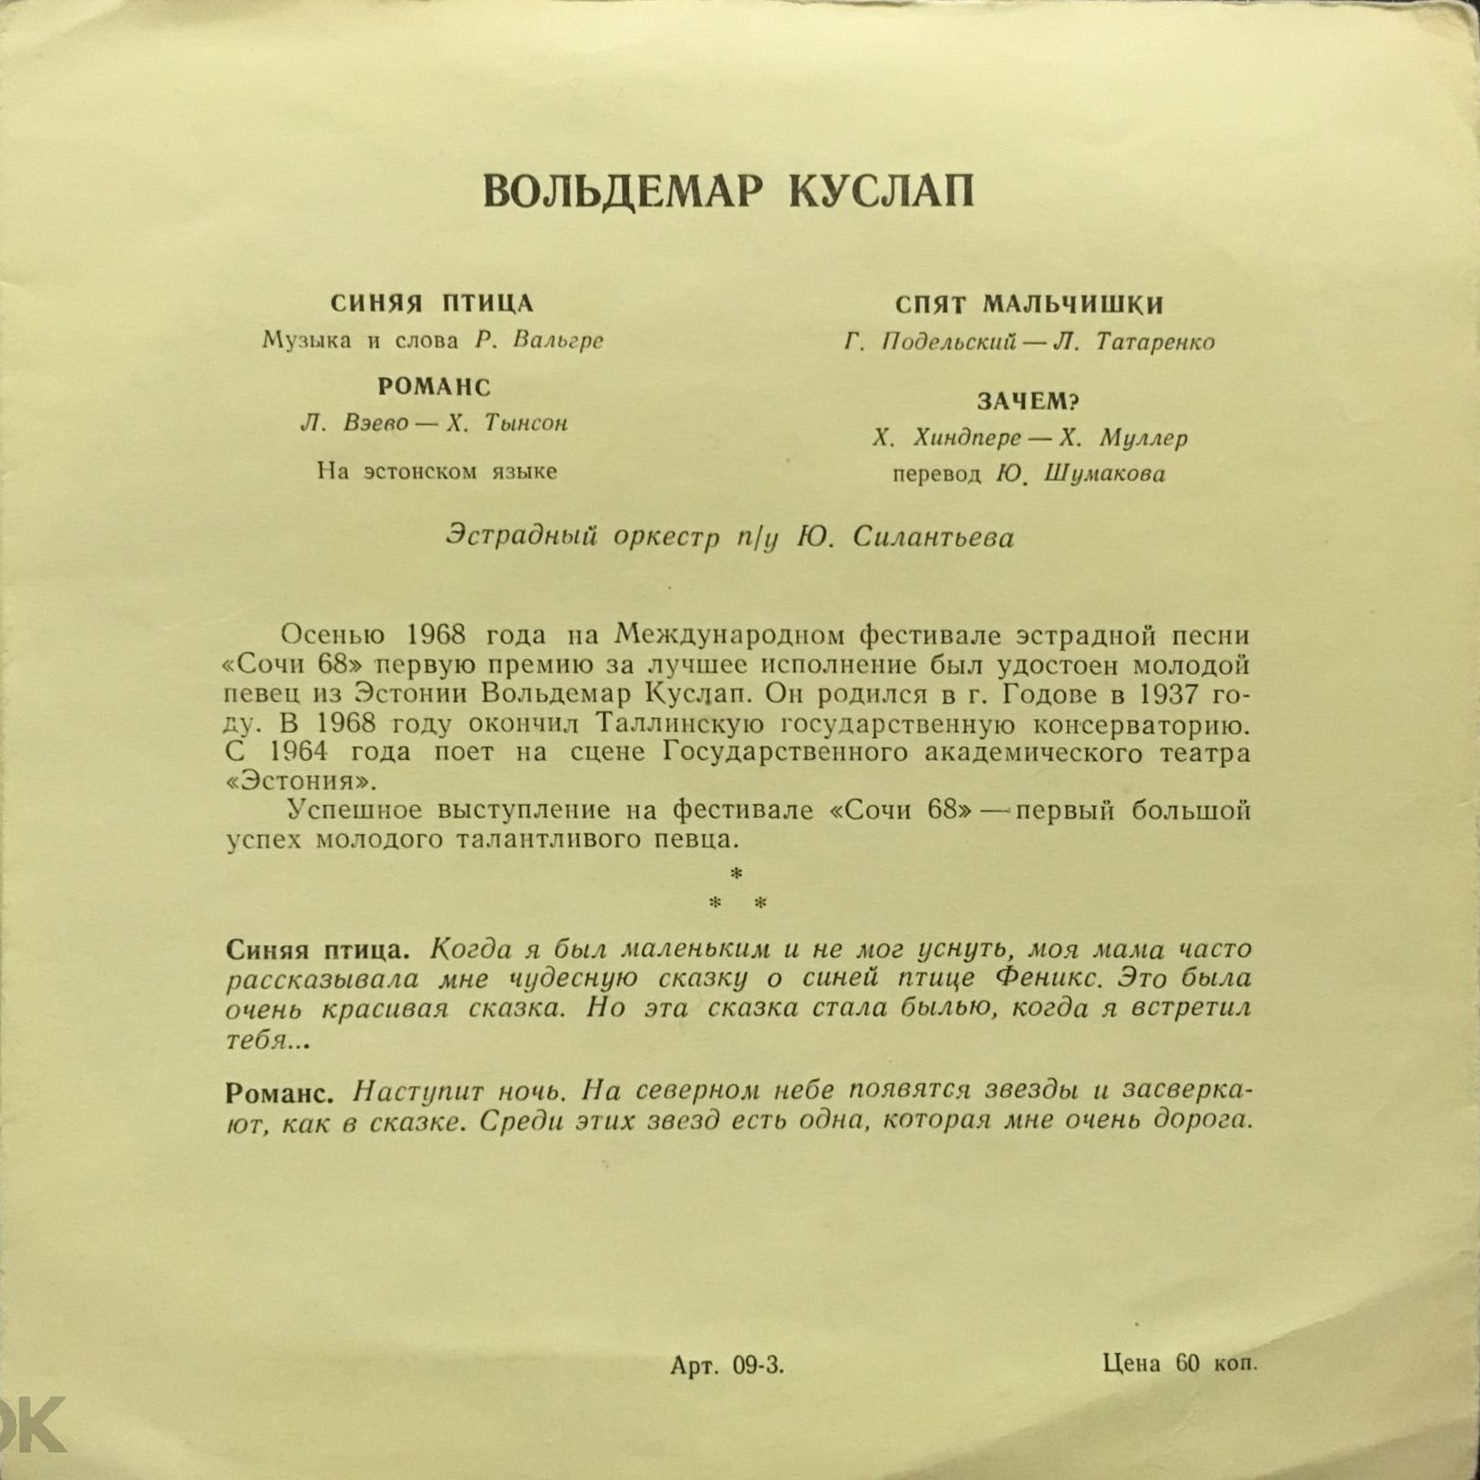 ВОЛЬДЕМАР КУСЛАП
СИНЯЯ ПТИЦА
Музыка и слова Р. Вальгре
РОМАНС
Л. Вэево — Х. Тынсон
На эстонском языке
СПЯТ МАЛЬЧИШКИ
Г. Подельский — Л. Татаренко
ЗАЧЕМ?
Х. Хиндпере — Х. Муллер
перевод Ю. Шумакова
Эстрадный оркестр п/у Ю. Силантьева
Осенью 1968 года на Международном фестивале эстрадной песни
«Сочи 68» первую премию за лучшее исполнение был удостоен молодой
певец из Эстонии Вольдемар Куслап. Он родился в г. Годове в 1937 го-
ду. В 1968 году окончил Таллинскую государственную консерваторию.
С 1964 года поет на сцене Государственного академического театра
«Эстония».
Успешное выступление на фестивале «Сочи 68» — первый большой
успех молодого талантливого певца.
*
* *
Синяя птица. Когда я был маленьким и не мог уснуть, моя мама часто
рассказывала мне чудесную сказку о синей птице Феникс. Это была
очень красивая сказка. Но эта сказка стала былью, когда я встретил
тебя...
Романс. Наступит ночь. На северном небе появятся звезды и засверка-
ют, как в сказке. Среди этих звезд есть одна, которая мне очень дорога.
Арт. 09-3.
Цена 60 коп.
ОК